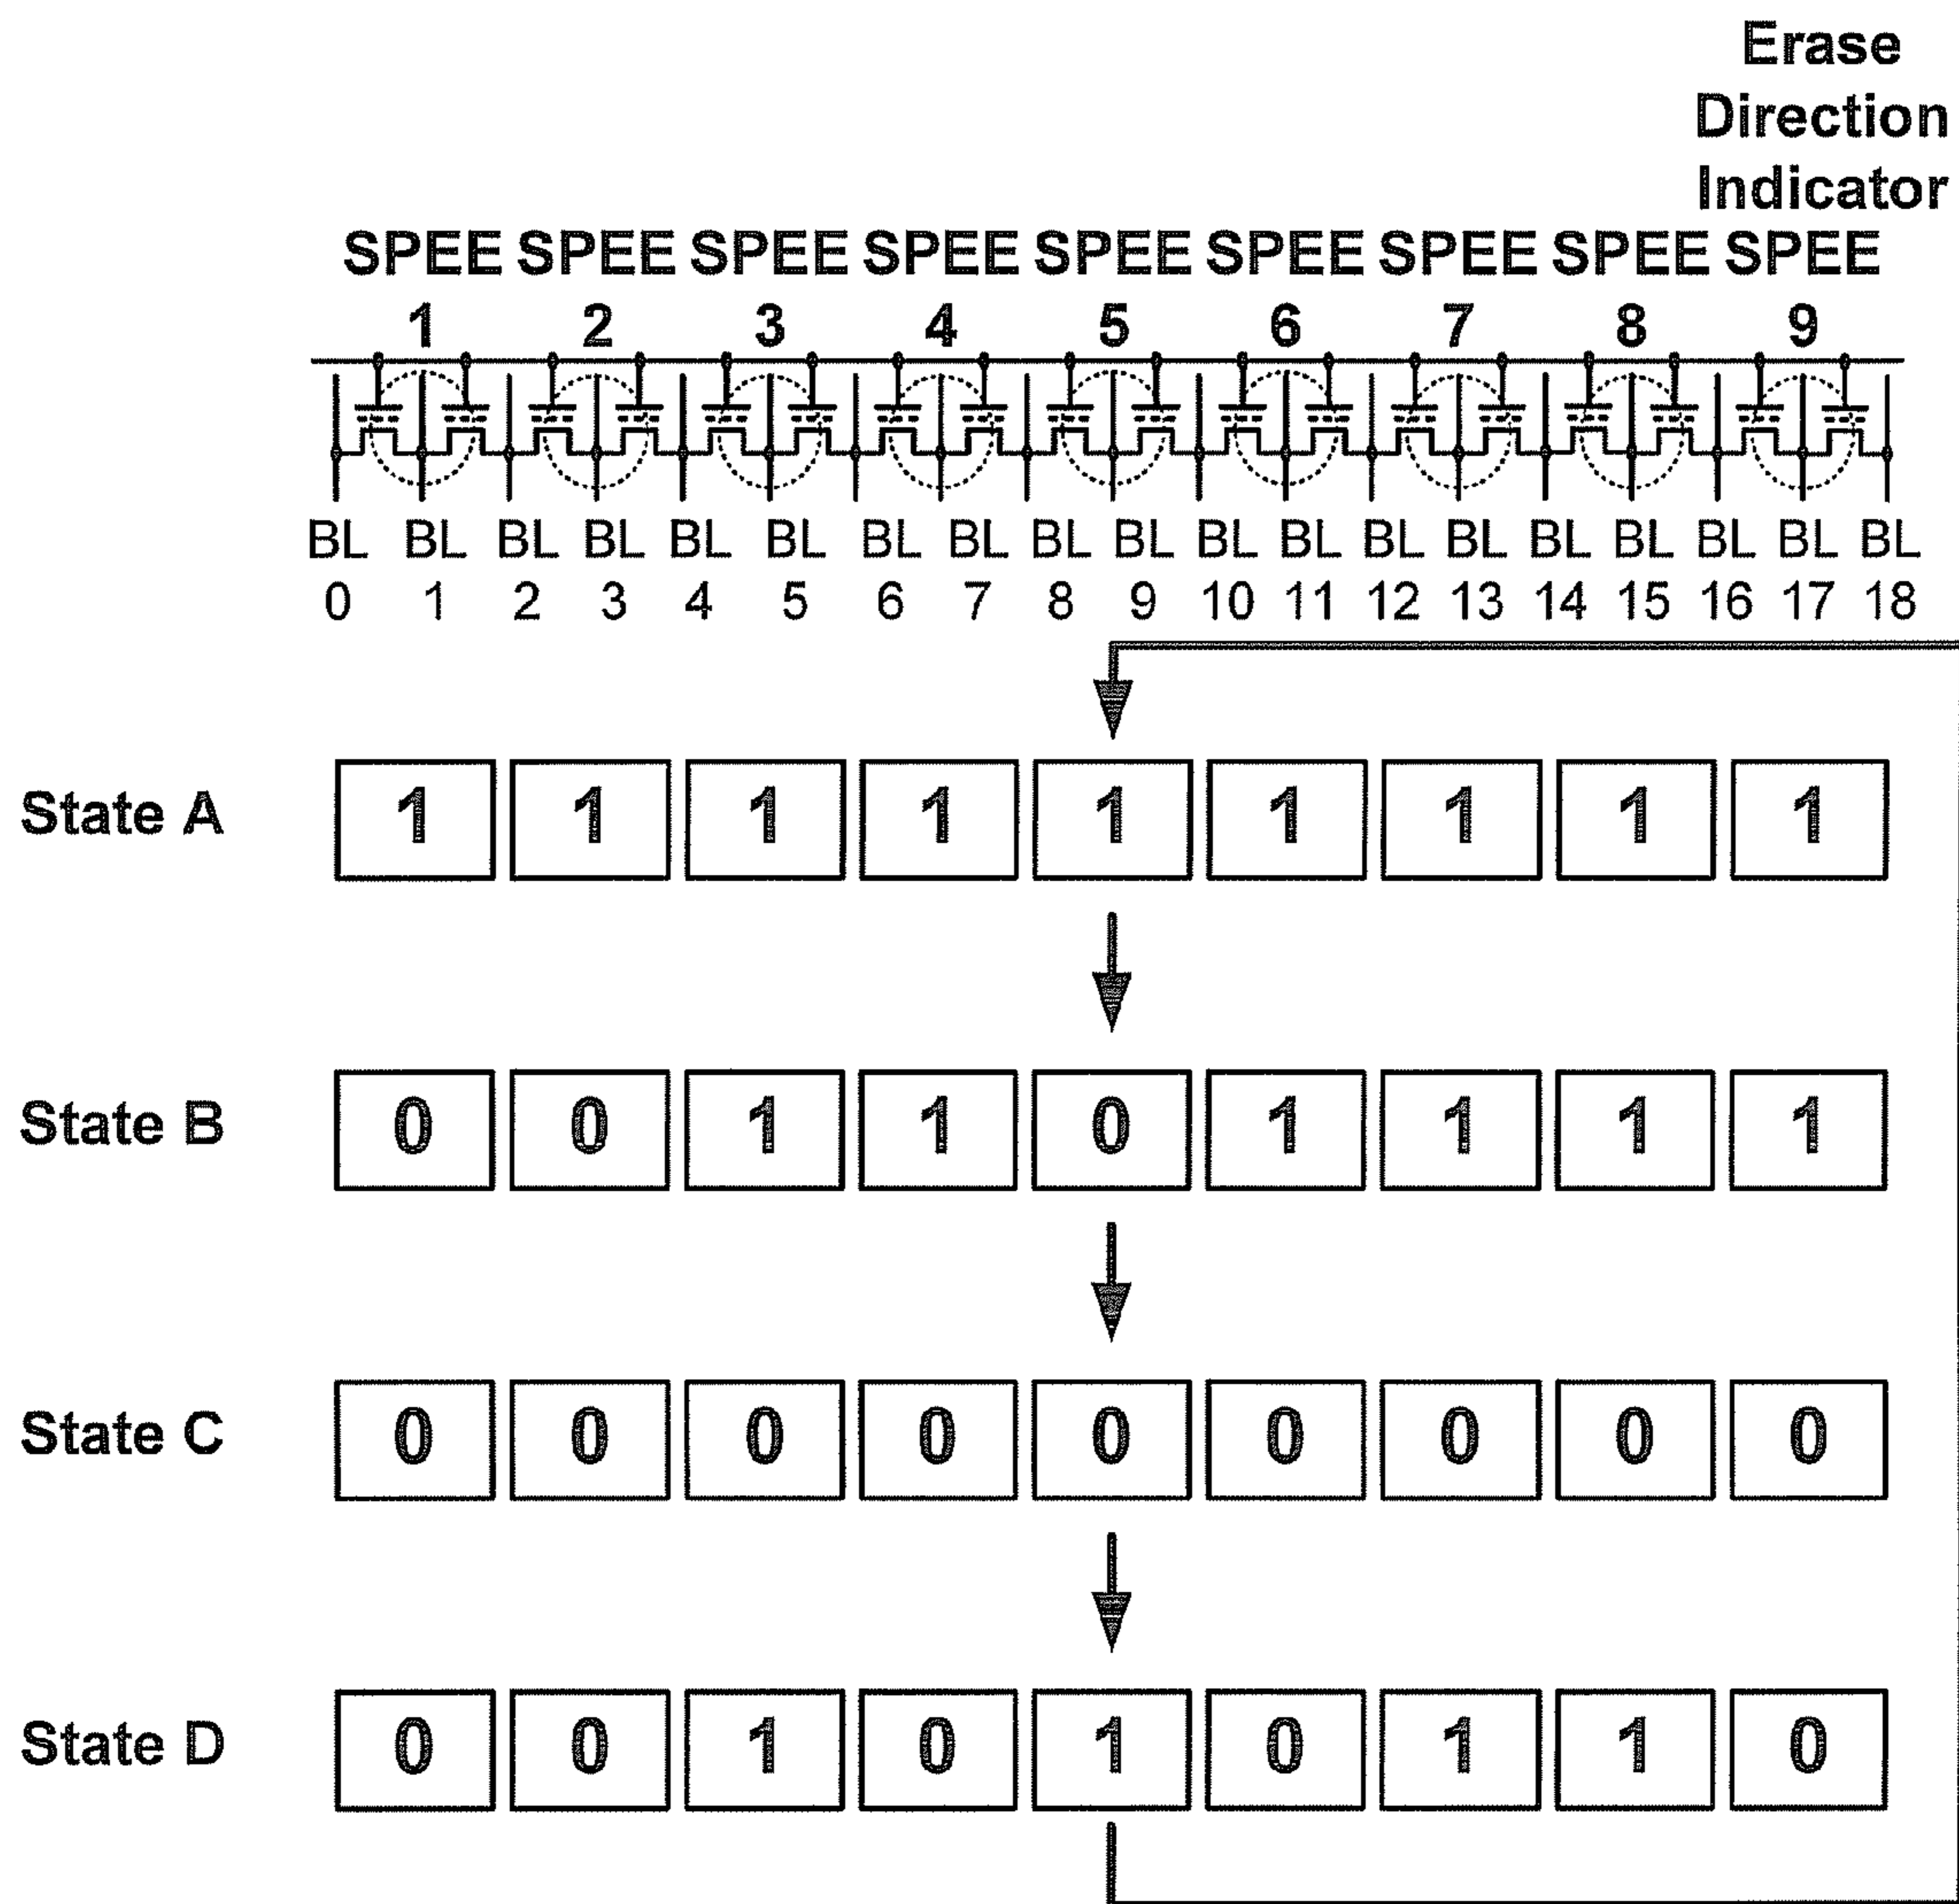 Erase
Direction
Indicator
SPEE SPEE SPEE SPEE SPEE SPEE SPEE SPEE SPEE
1 2 3 4 5 6 7 8 9
BL BL BL BL BL BL BL BL BL BL BL BL BL BL BL BL BL BL BL
0 1 2 3 4 5 6 7 8 9 10 11 12 13 14 15 16 17 18
State A 1 1 1 1 1 1 1 1 1
State B 0 0 1 1 0 1 1 1 1
State C 0 0 0 0 0 0 0 0 0
State D 0 0 1 0 1 0 1 1 0